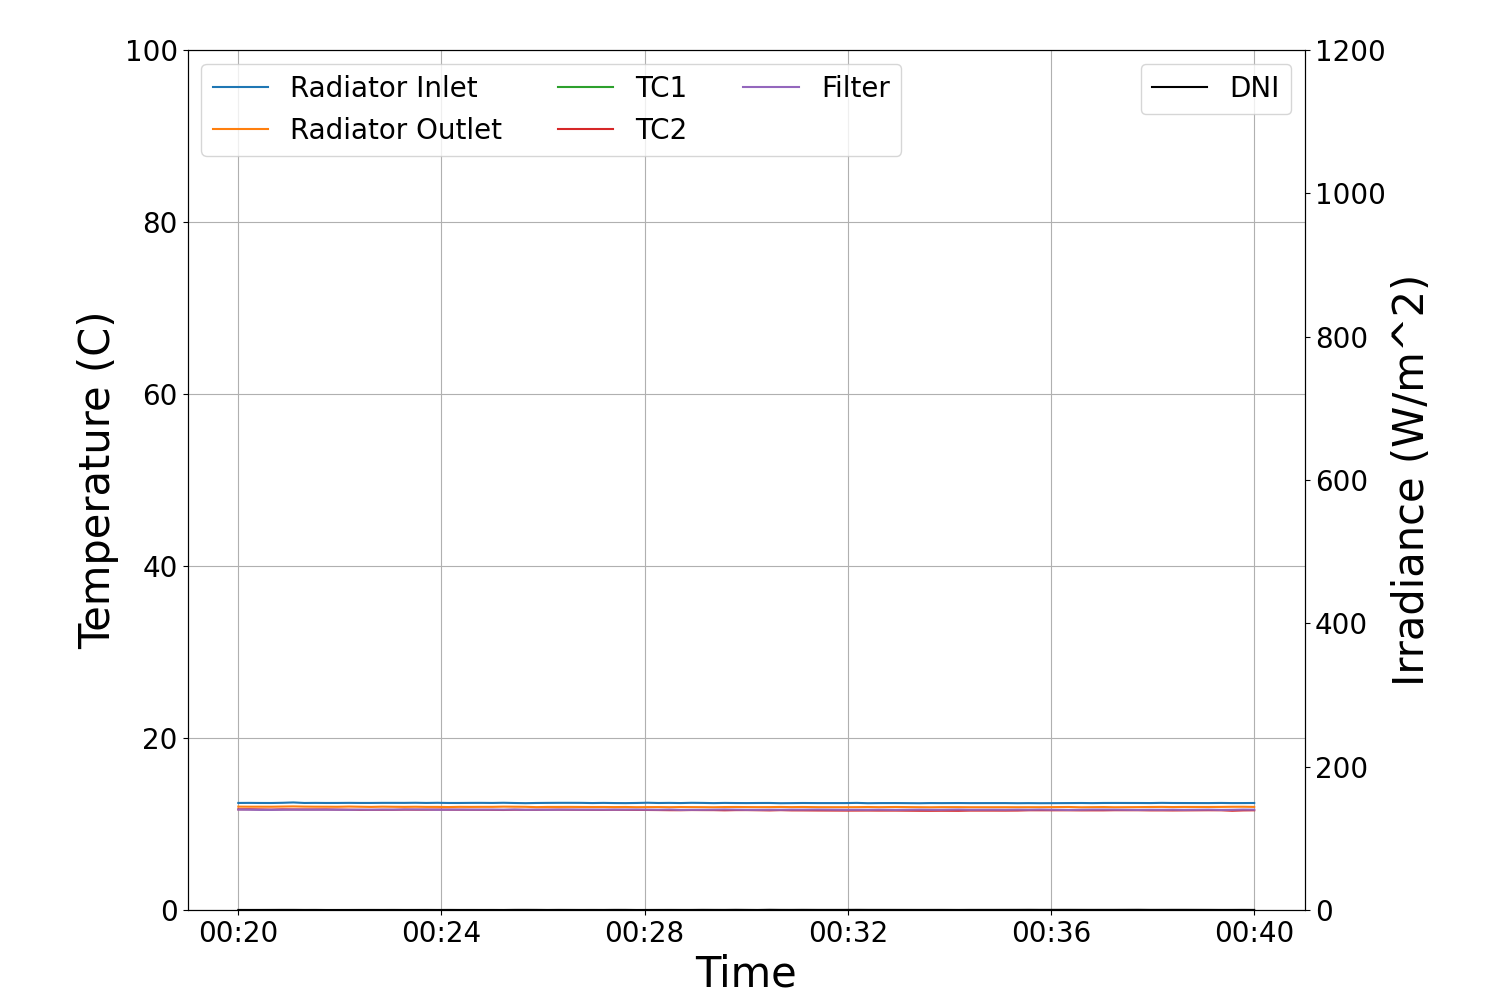 100
80
60
40
20
0
Temperature (C)
Radiator Inlet
Radiator Outlet
TC1
TC2
Filter
DNI
1200
1000
800
600
400
200
0
Irradiance (W/m^2)
00:20 00:24 00:28 00:32 00:36 00:40
Time